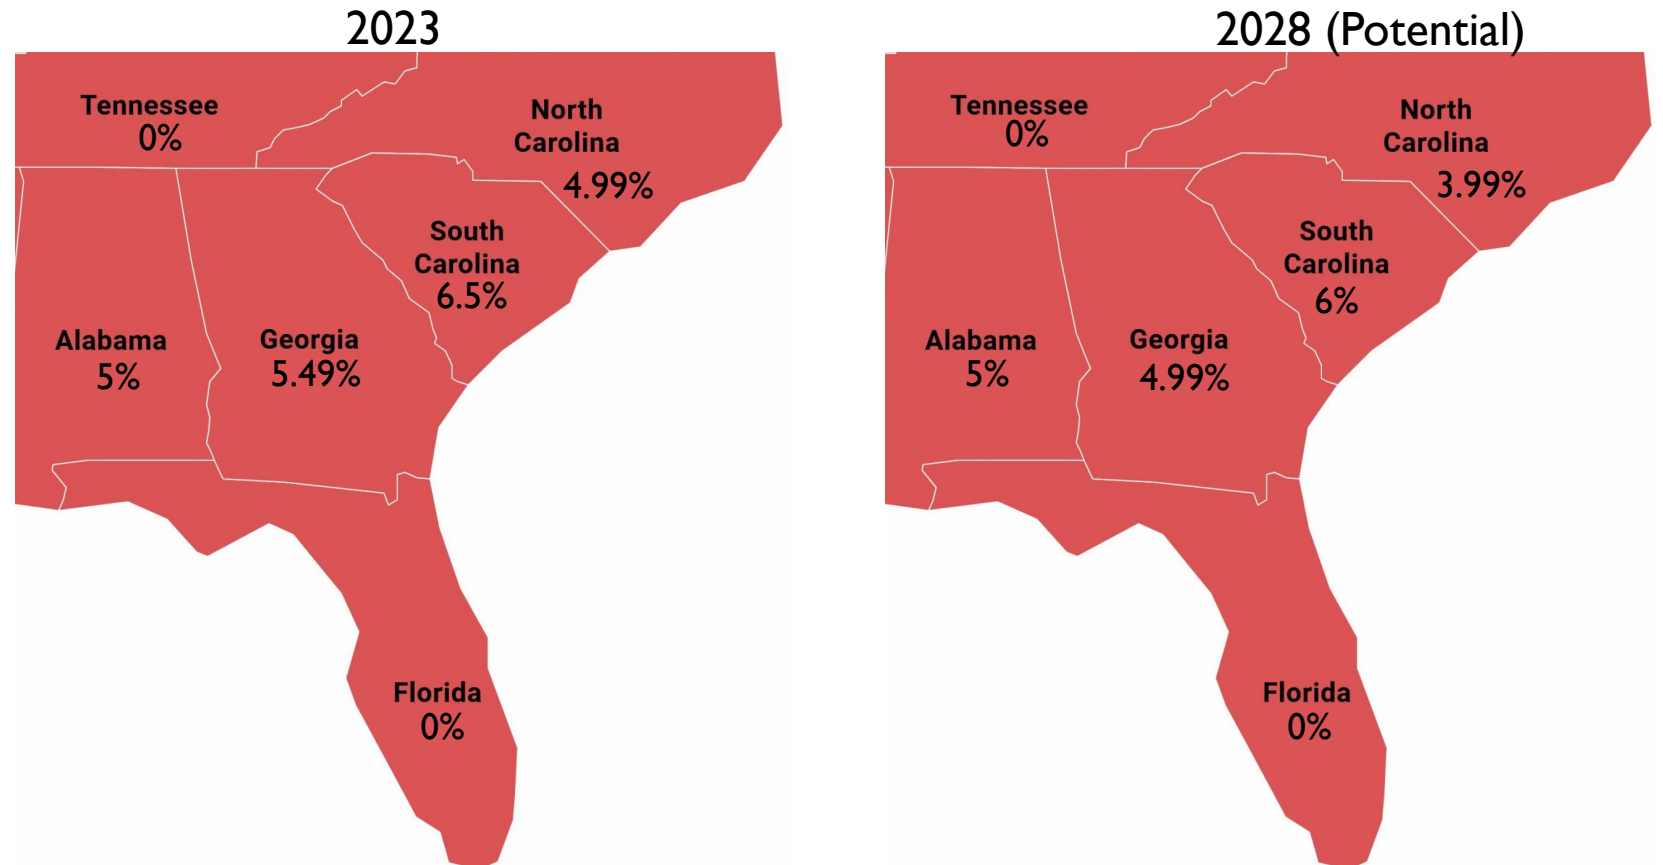 2023
Tennessee
0%
North
Carolina
4.99%
South
Carolina
6.5%
Alabama
5%
Georgia
5.49%
Florida
0%
2028 (Potential)
Tennessee
0%
North
Carolina
3.99%
South
Carolina
6%
Alabama
5%
Georgia
4.99%
Florida
0%